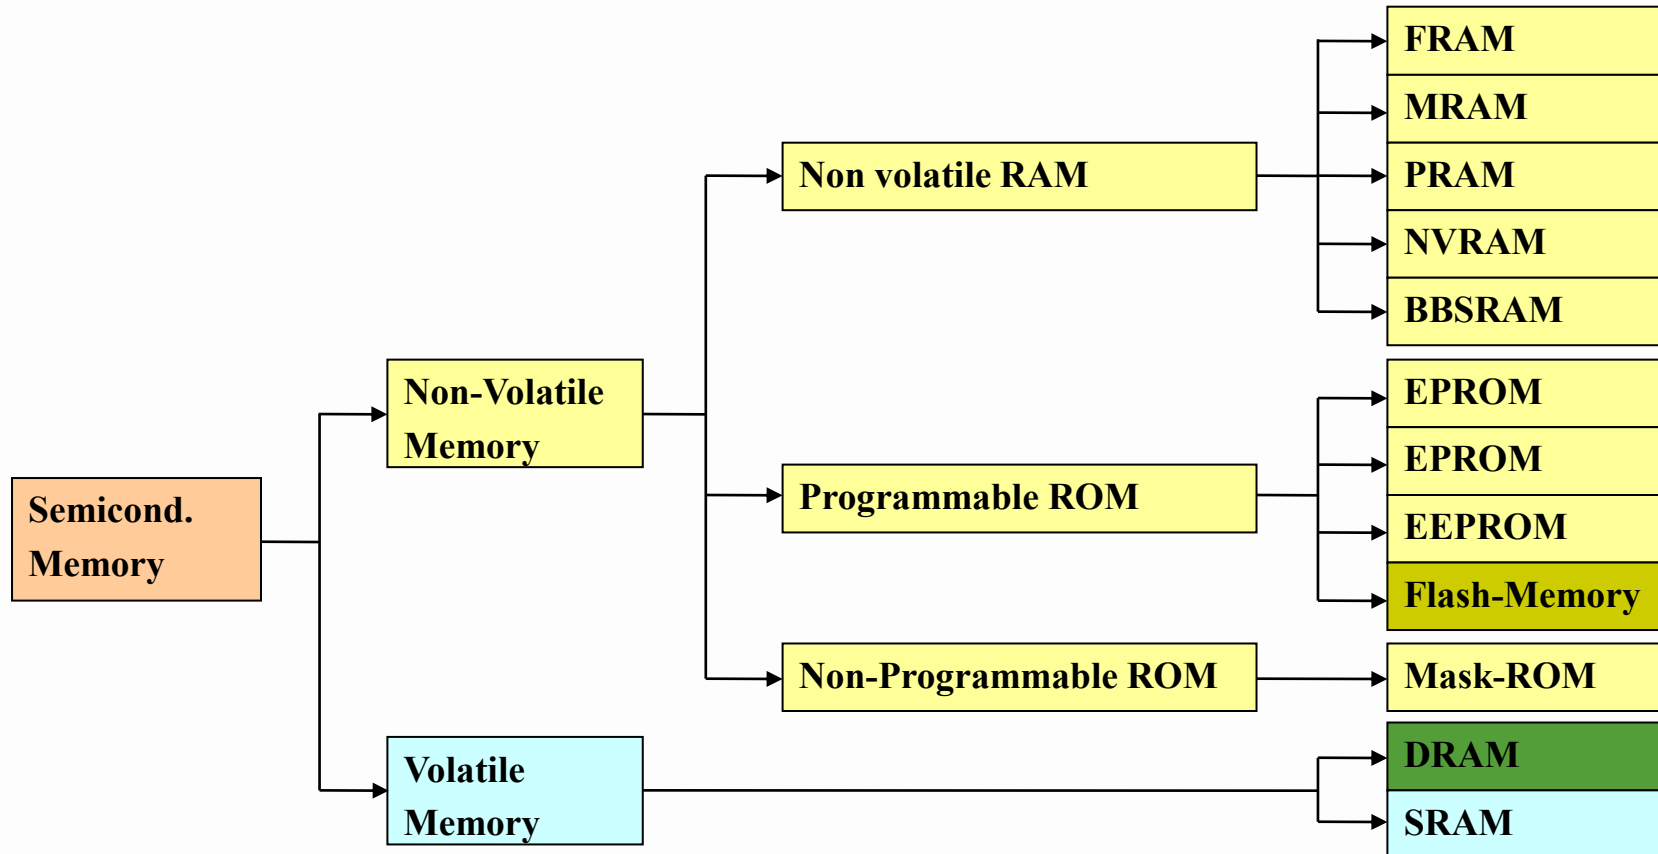 Semicond.
Memory
Non-Volatile
Memory
Volatile
Memory
Non volatile RAM
Programmable ROM
Non-Programmable ROM
FRAM
MRAM
PRAM
NVRAM
BBSRAM
EPROM
EPROM
EEPROM
Flash-Memory
Mask-ROM
DRAM
SRAM